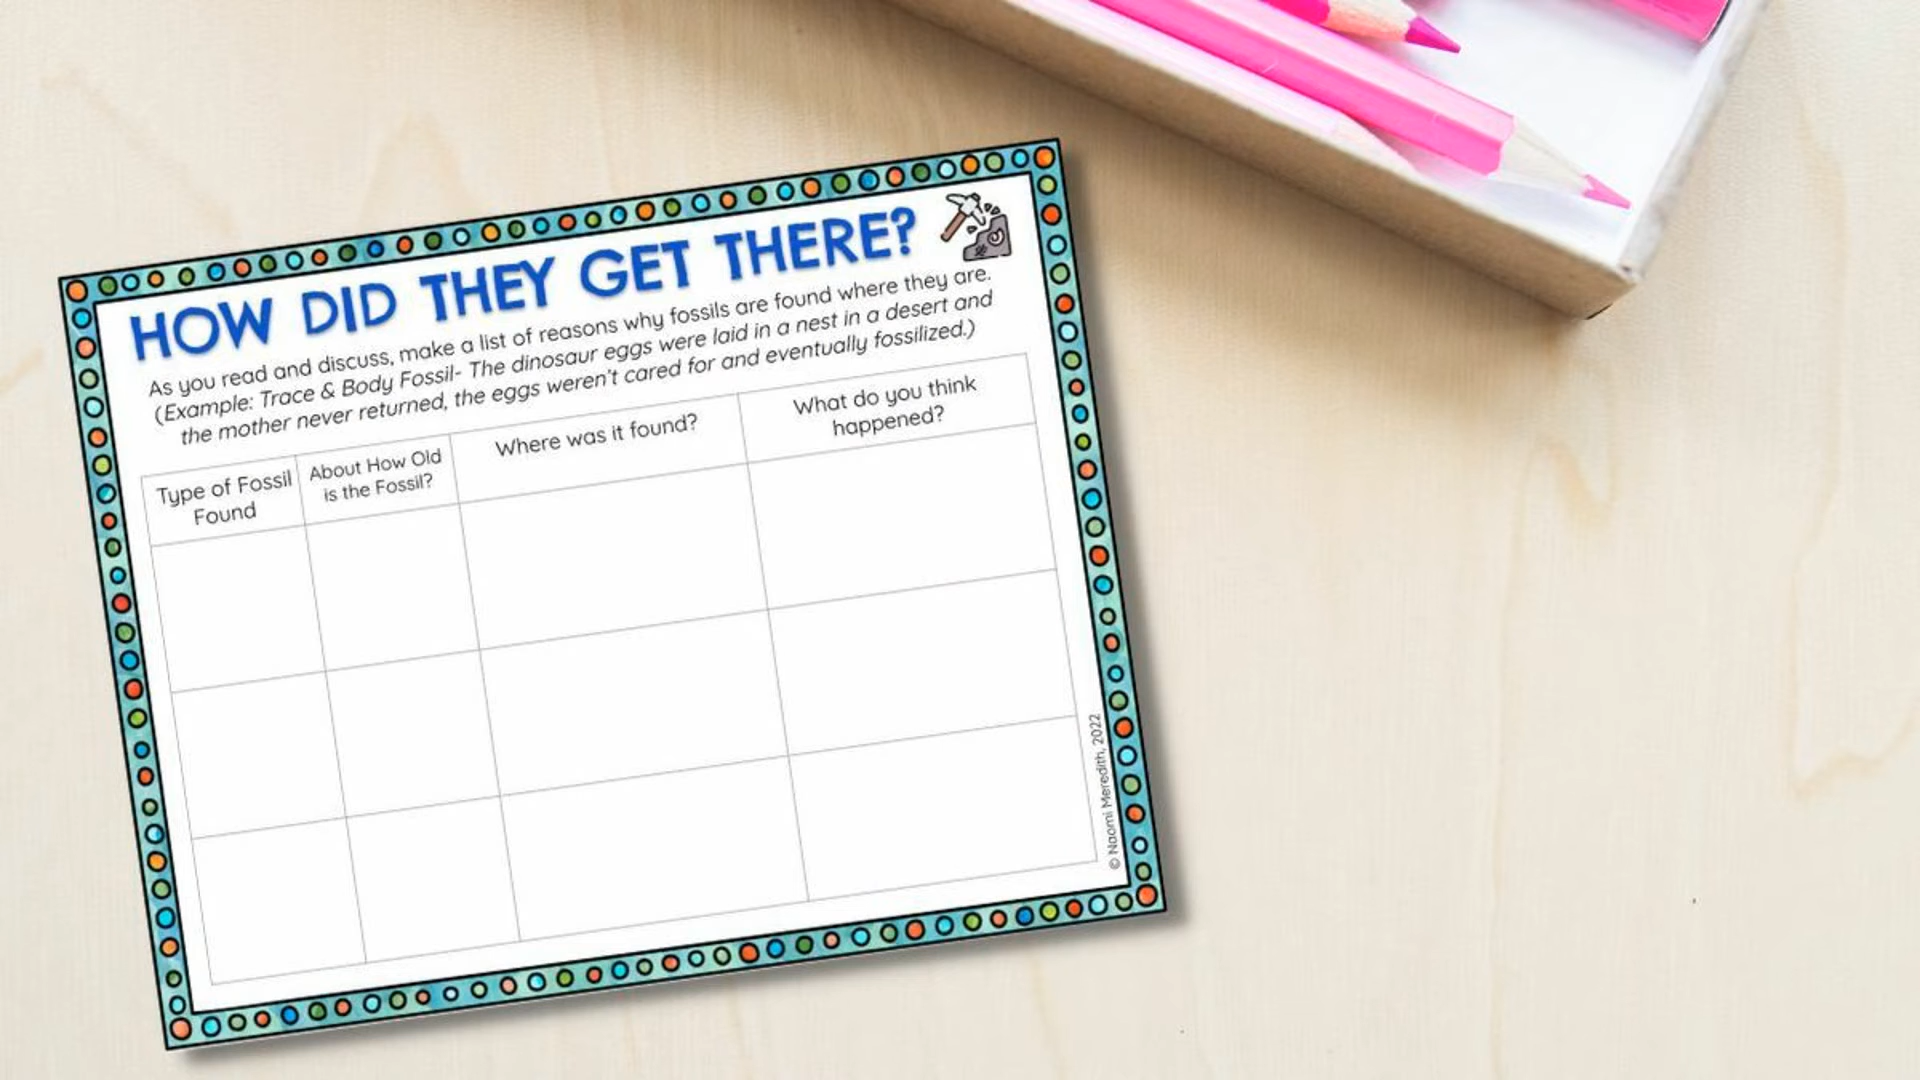 HOW DID THEY GET THERE?
As you read and discuss, make a list of reasons why fossils are found where they are.
(Example: Trace & Body Fossil- The dinosaur eggs were laid in a nest in a desert and
the mother never returned, the eggs weren't cared for and eventually fossilized.)
Type of Fossil
Found
About How Old
is the Fossil?
Where was it found?
What do you think
happened?
© Naomi Meredith, 2022